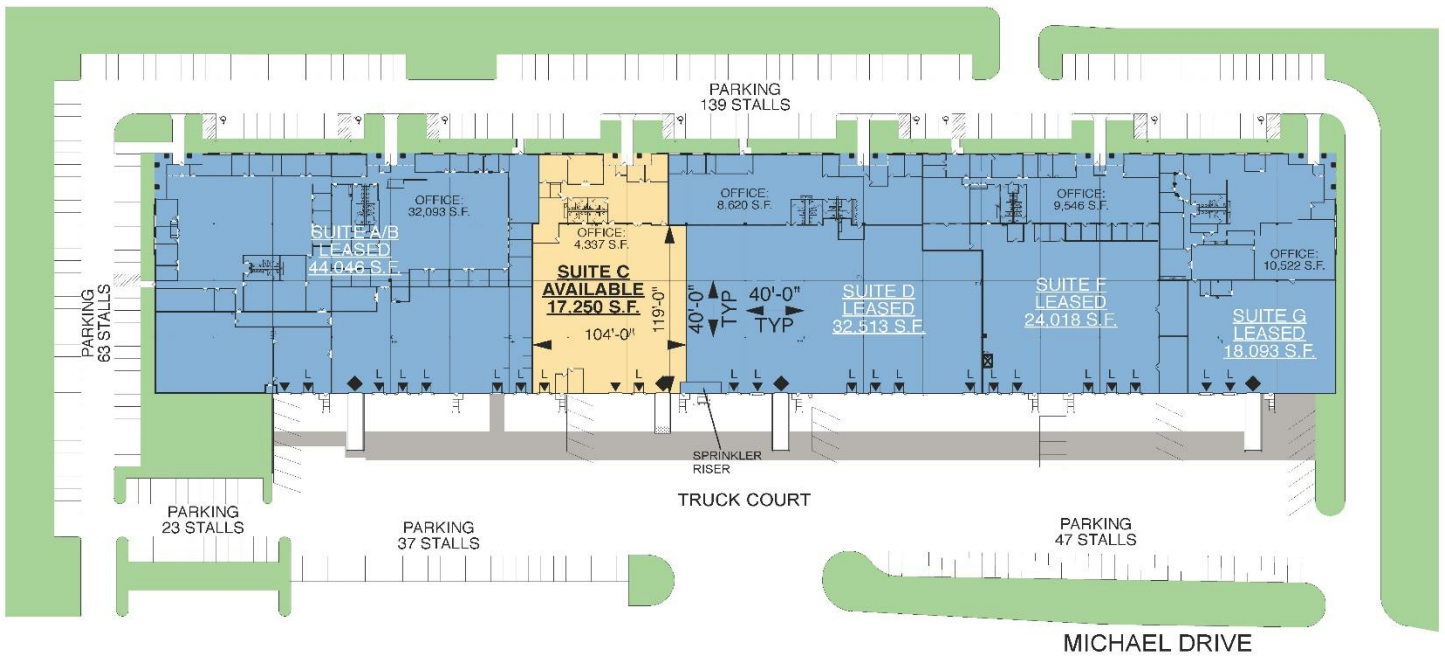 PARKING
139 STALLS
OFFICE:
32,093 S.F.
SUITE A/B
LEASED
44,046 S.F.
OFFICE:
4,337 S.F.
SUITE C
AVAILABLE
17,250 S.F.
104'-0"
119'-0"
40'-0"
TYP
40'-0"
TYP
OFFICE:
8,620 S.F.
SUITE D
LEASED
32,513 S.F.
OFFICE:
9,546 S.F.
SUITE F
LEASED
24,018 S.F.
OFFICE:
10,522 S.F.
SUITE G
LEASED
18,093 S.F.
PARKING
63 STALLS
L L L L L L L L L L L L L L
SPRINKLER
RISER
TRUCK COURT
PARKING
23 STALLS
PARKING
37 STALLS
PARKING
47 STALLS
MICHAEL DRIVE